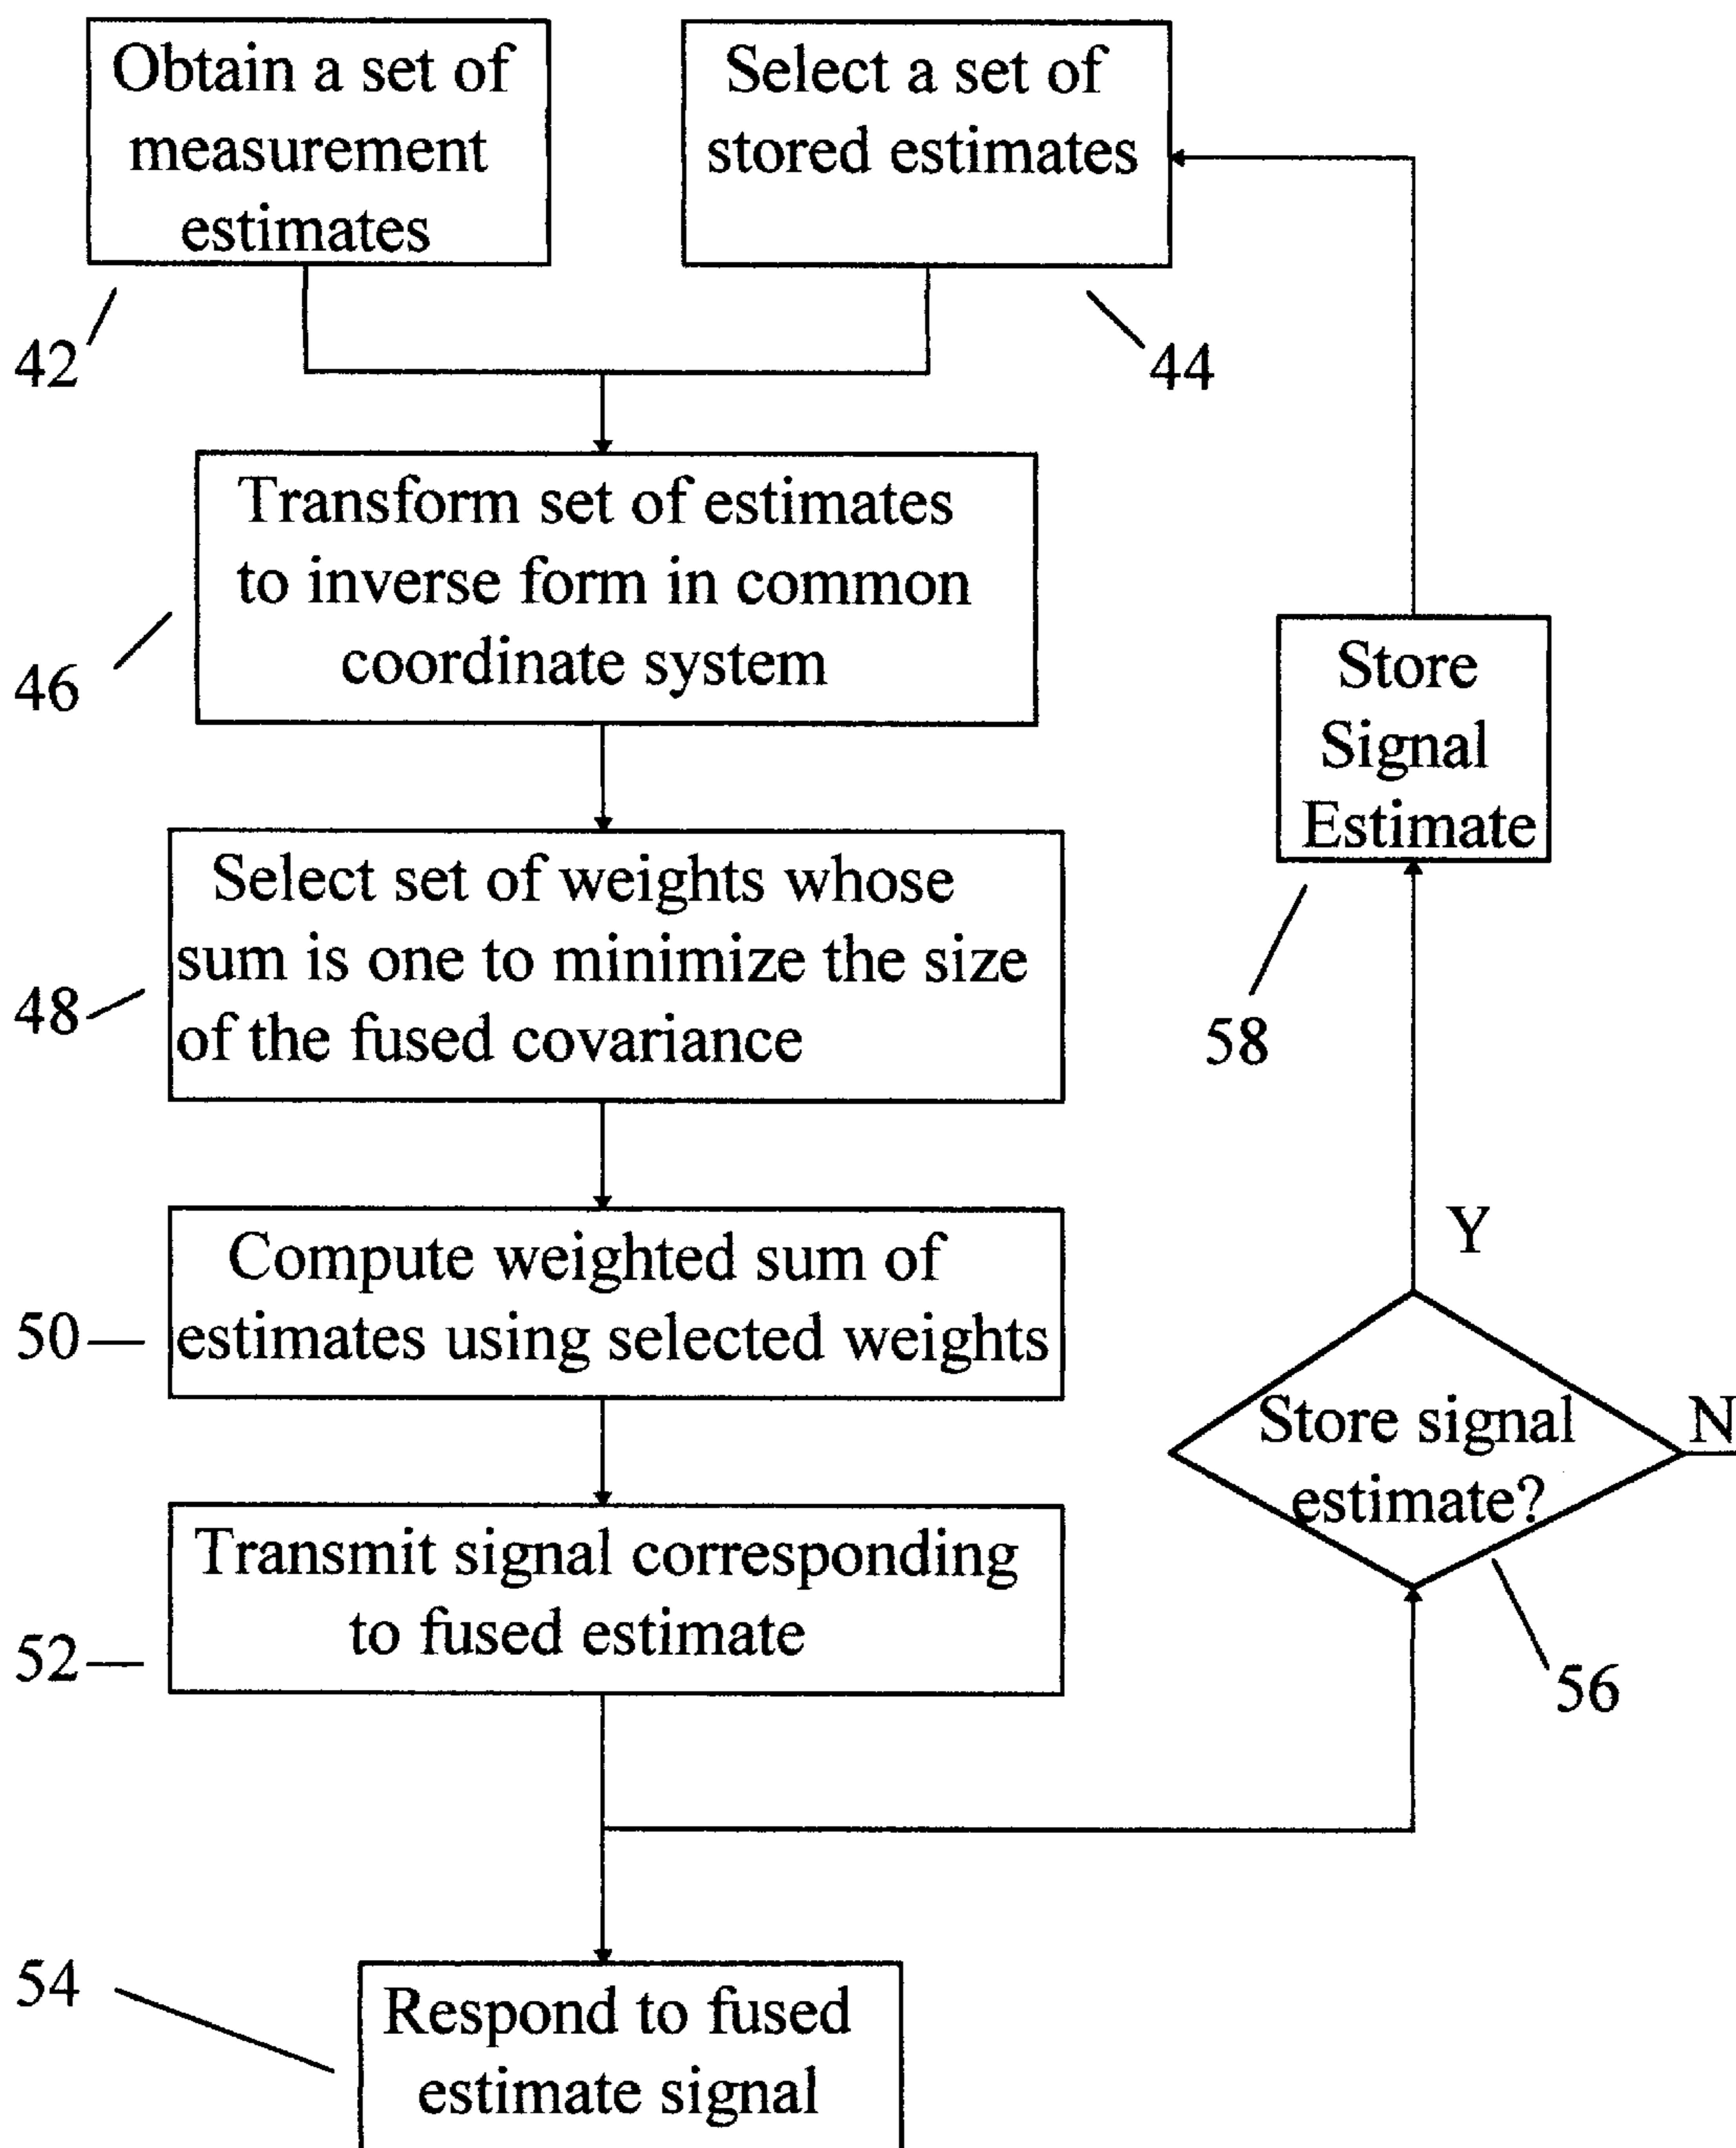 Obtain a set of
measurement
estimates
42
Select a set of
stored estimates
44
Transform set of estimates
to inverse form in common
coordinate system
46
Select set of weights whose
sum is one to minimize the size
of the fused covariance
48
Compute weighted sum of
estimates using selected weights
50
Transmit signal corresponding
to fused estimate
52
Respond to fused
estimate signal
54
Store signal
estimate?
56
Y
N
Store
Signal
Estimate
58